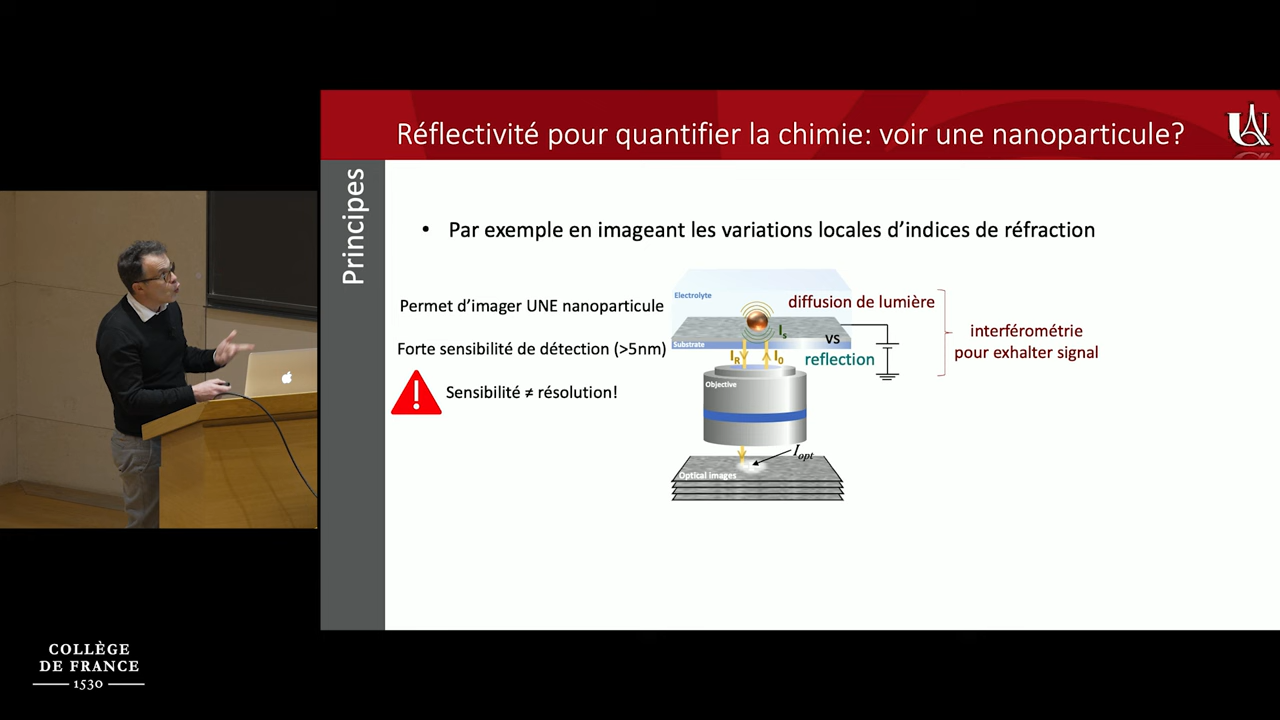 Réflectivité pour quantifier la chimie: voir une nanoparticule?
Principes
• Par exemple en imageant les variations locales d'indices de réfraction
Permet d'imager UNE nanoparticule
Forte sensibilité de détection (>5nm)
! Sensibilité ≠ résolution!
Electrolyte
diffusion de lumière
Is
vs
Substrate
IR
I0
reflection
interférométrie
pour exhalter signal
Objective
Iopt
Optical images
COLLÈGE
DE FRANCE
1530